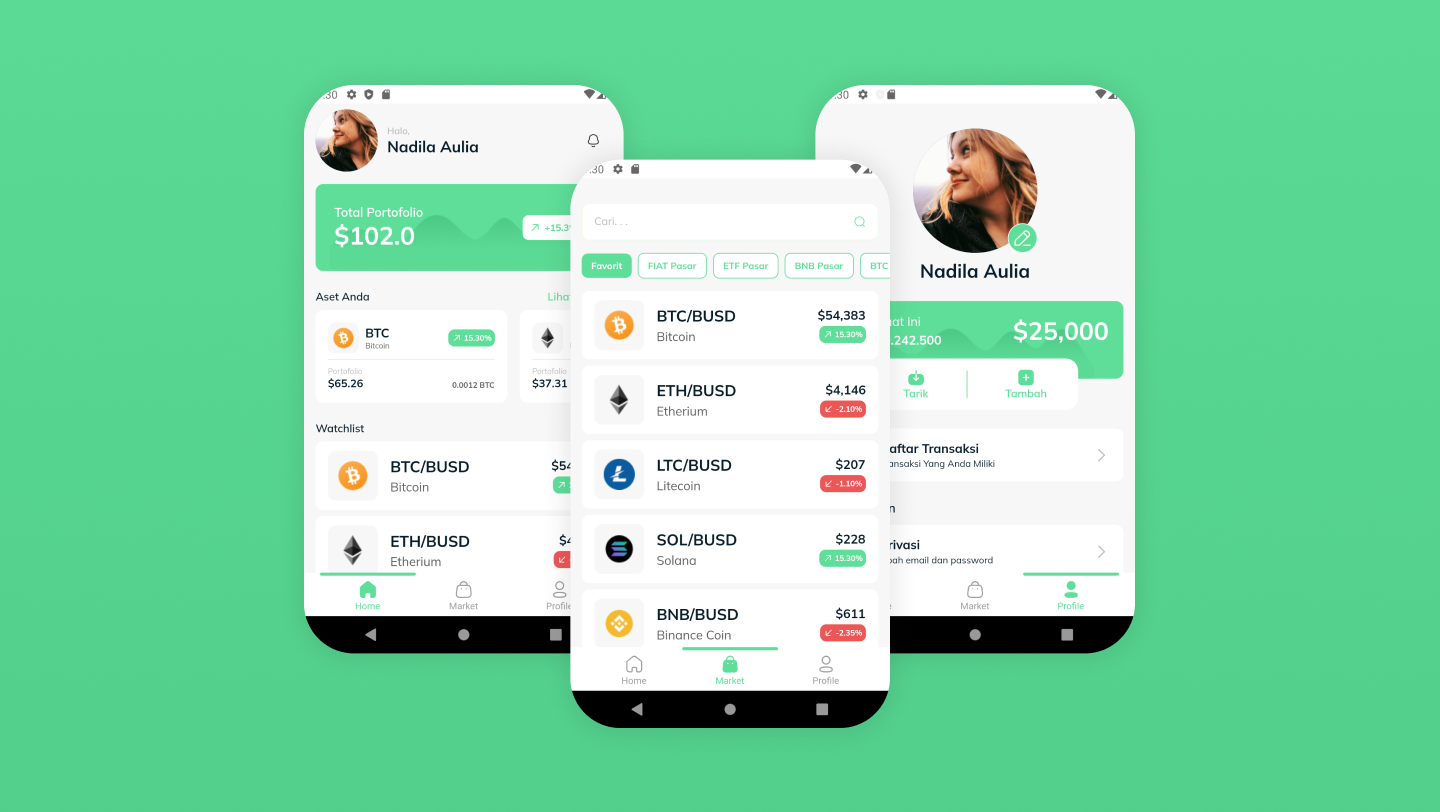 :30
Halo,
Nadila Aulia
Total Portofolio
$102.0
+15.3
Aset Anda
BTC
Bitcoin
15.30%
Portofolio
$65.26
0.0012 BTC
Portofolio
$37.31
Watchlist
BTC/BUSD
Bitcoin
$54
ETH/BUSD
Etherium
$4
Home
Market
Profile
:30
Cari. . .
Favorit
FIAT Pasar
ETF Pasar
BNB Pasar
BTC
BTC/BUSD
Bitcoin
$54,383
15.30%
ETH/BUSD
Etherium
$4,146
-2.10%
LTC/BUSD
Litecoin
$207
-1.10%
SOL/BUSD
Solana
$228
15.30%
BNB/BUSD
Binance Coin
$611
-2.35%
Home
Market
Profile
:30
Nadila Aulia
at Ini
.242.500
$25,000
Tarik
Tambah
aftar Transaksi
ansaksi Yang Anda Miliki
n
rivasi
bah email dan password
Market
Profile